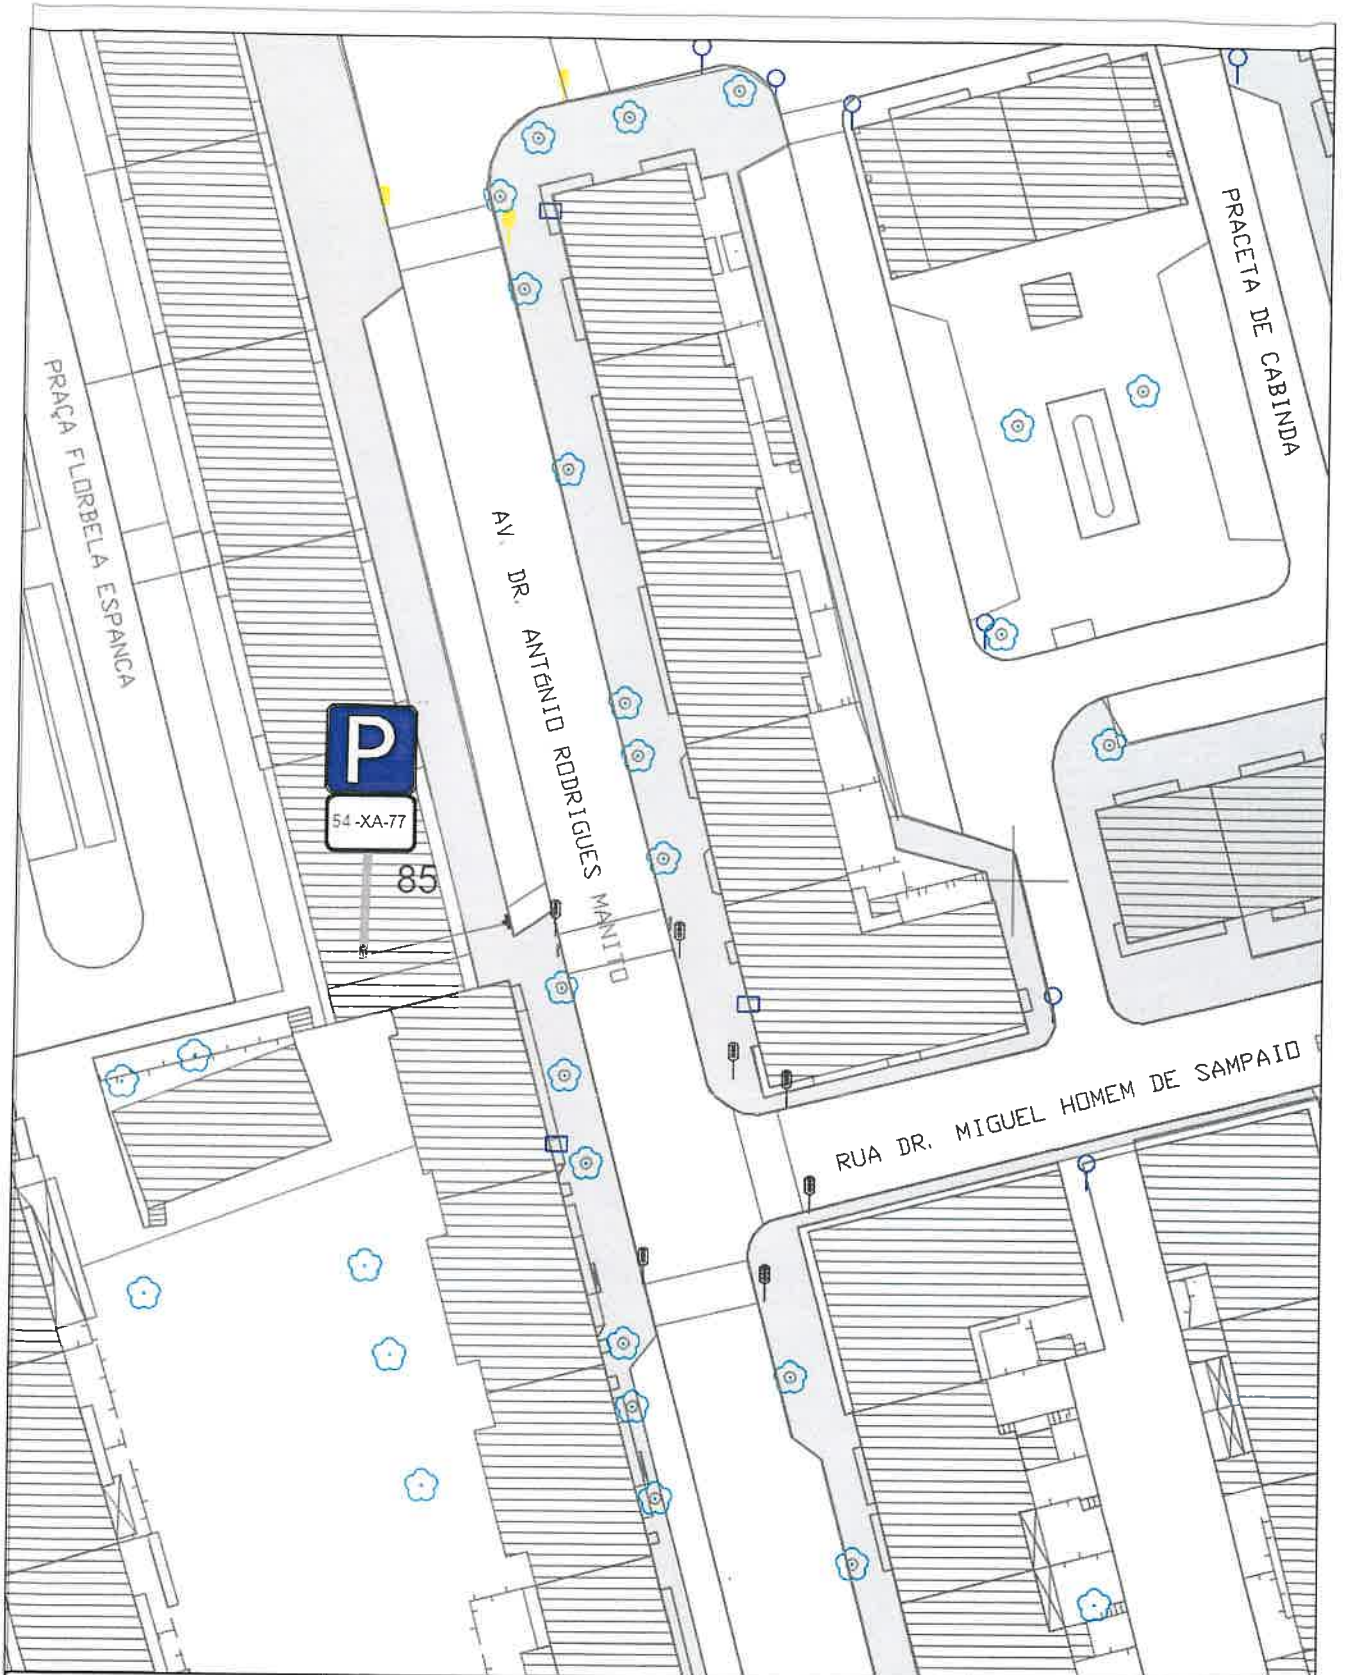 PRACETA DE CABINDA
PRAÇA FLORBELA ESPANCA
AV. DR. ANTÓNIO RODRIGUES MANITO
P
54-XA-77
85
RUA DR. MIGUEL HOMEM DE SAMPAIO